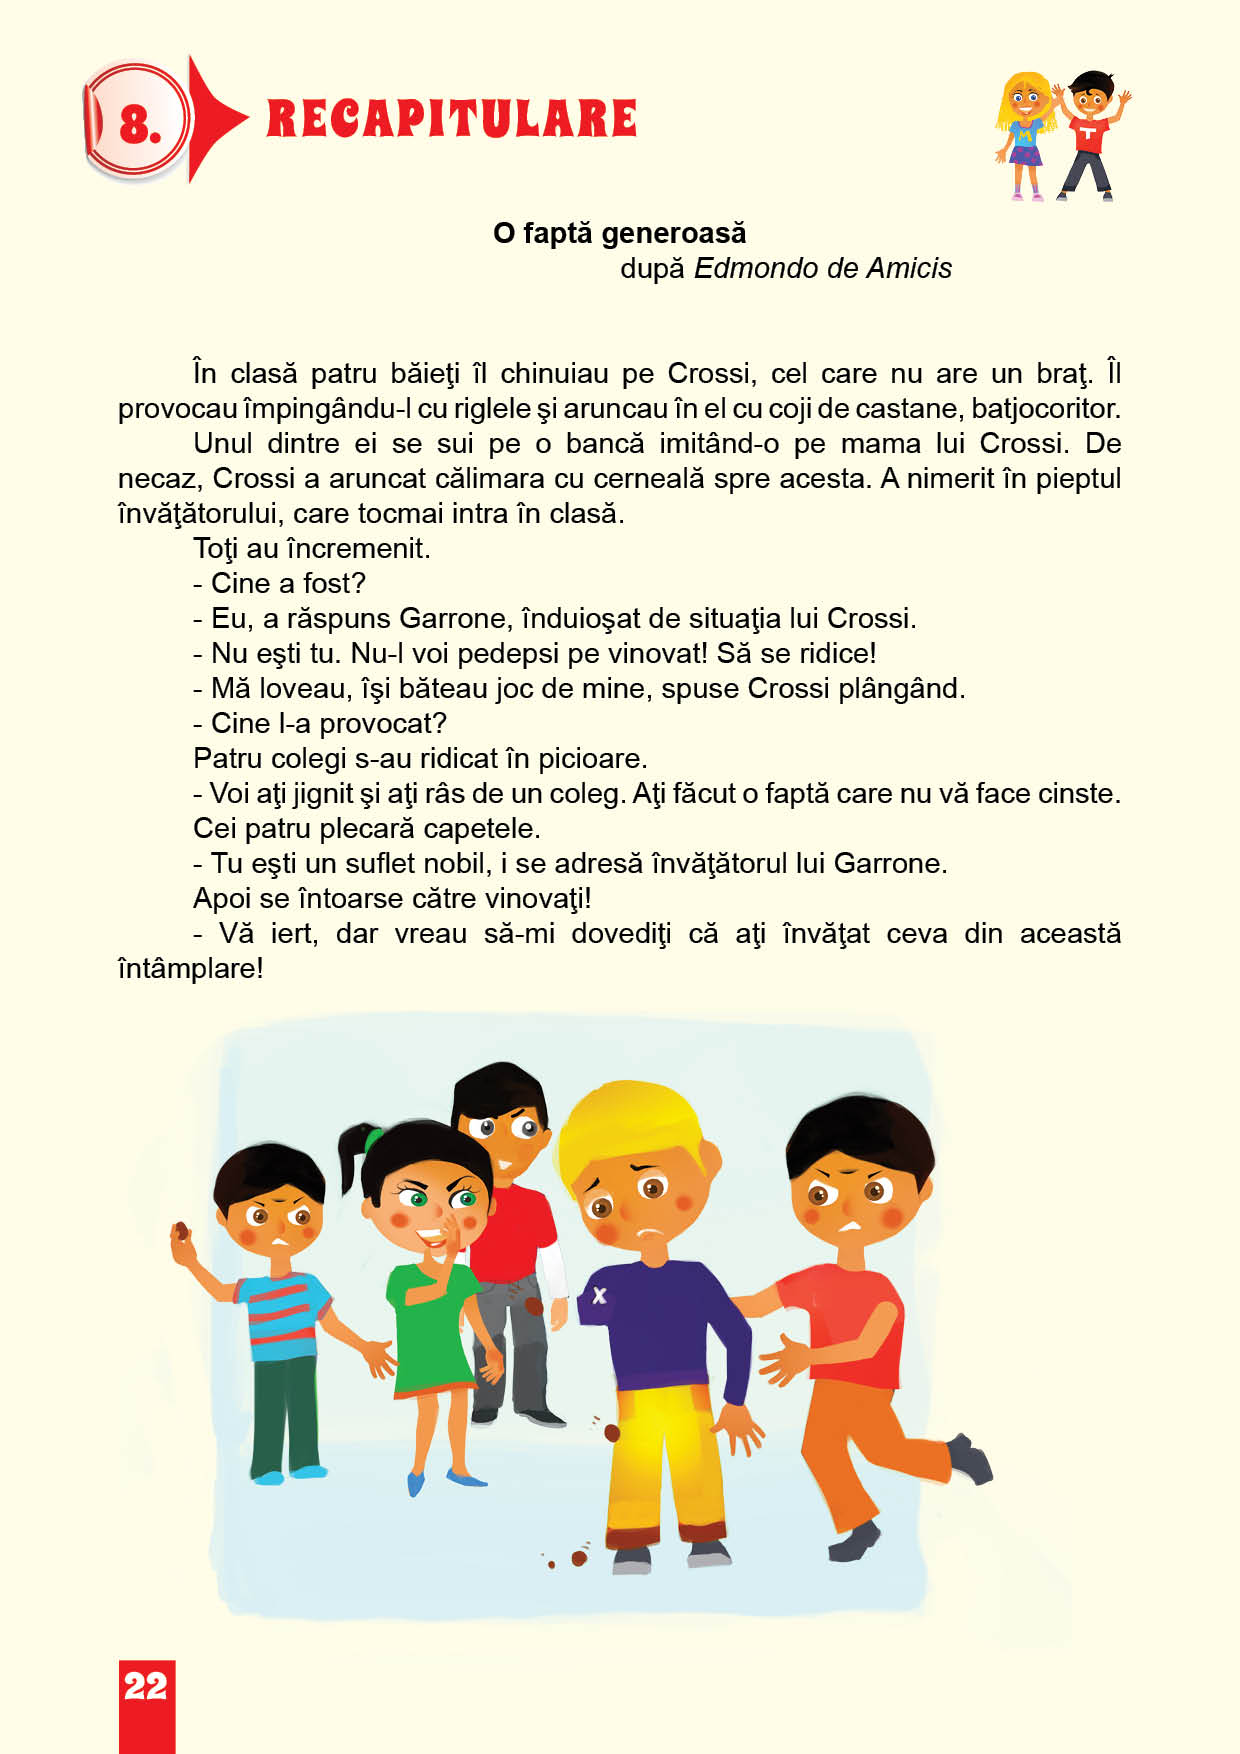 8.
RECAPITULARE
M
T
O faptă generoasă
după Edmondo de Amicis
În clasă patru băieţi îl chinuiau pe Crossi, cel care nu are un braţ. Îl
provocau împingându-l cu riglele şi aruncau în el cu coji de castane, batjocoritor.
Unul dintre ei se sui pe o bancă imitând-o pe mama lui Crossi. De
necaz, Crossi a aruncat călimara cu cerneală spre acesta. A nimerit în pieptul
învăţătorului, care tocmai intra în clasă.
Toţi au încremenit.
- Cine a fost?
- Eu, a răspuns Garrone, înduioşat de situaţia lui Crossi.
- Nu eşti tu. Nu-l voi pedepsi pe vinovat! Să se ridice!
- Mă loveau, îşi băteau joc de mine, spuse Crossi plângând.
- Cine l-a provocat?
Patru colegi s-au ridicat în picioare.
- Voi aţi jignit şi aţi râs de un coleg. Aţi făcut o faptă care nu vă face cinste.
Cei patru plecară capetele.
- Tu eşti un suflet nobil, i se adresă învăţătorul lui Garrone.
Apoi se întoarse către vinovaţi!
- Vă iert, dar vreau să-mi dovediţi că aţi învăţat ceva din această
întâmplare!
X
22